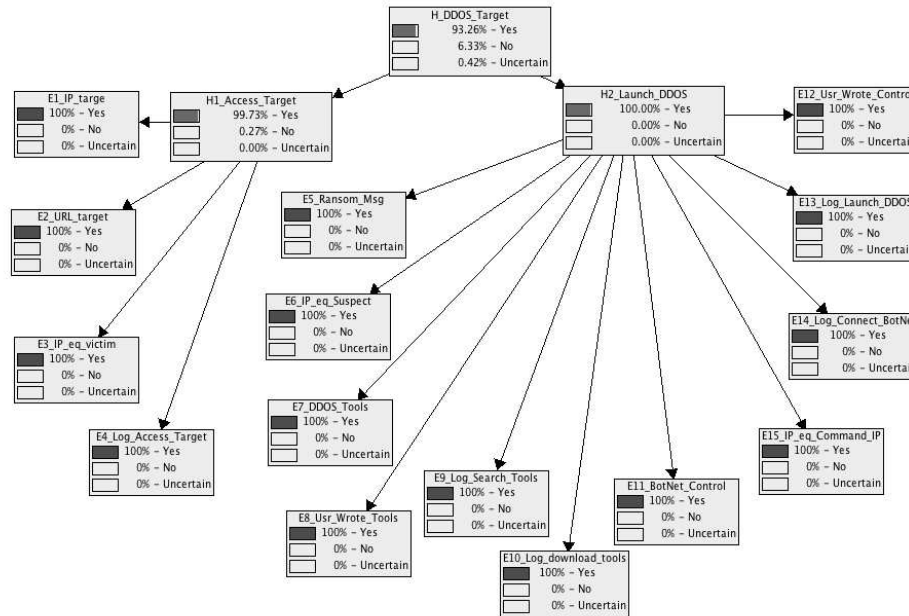 H_DDOS_Target
93.26% - Yes
6.33% - No
0.42% - Uncertain
H1_Access_Target
99.73% - Yes
0.27% - No
0.00% - Uncertain
H2_Launch_DDOS
100.00% - Yes
0.00% - No
0.00% - Uncertain
E1_IP_targe
100% - Yes
0% - No
0% - Uncertain
E12_Usr_Wrote_Control
100% - Yes
0% - No
0% - Uncertain
E2_URL_target
100% - Yes
0% - No
0% - Uncertain
E5_Ransom_Msg
100% - Yes
0% - No
0% - Uncertain
E13_Log_Launch_DDOS
100% - Yes
0% - No
0% - Uncertain
E3_IP_eq_victim
100% - Yes
0% - No
0% - Uncertain
E6_IP_eq_Suspect
100% - Yes
0% - No
0% - Uncertain
E14_Log_Connect_BotNe
100% - Yes
0% - No
0% - Uncertain
E4_Log_Access_Target
100% - Yes
0% - No
0% - Uncertain
E7_DDOS_Tools
100% - Yes
0% - No
0% - Uncertain
E15_IP_eq_Command_IP
100% - Yes
0% - No
0% - Uncertain
E8_Usr_Wrote_Tools
100% - Yes
0% - No
0% - Uncertain
E9_Log_Search_Tools
100% - Yes
0% - No
0% - Uncertain
E11_BotNet_Control
100% - Yes
0% - No
0% - Uncertain
E10_Log_download_tools
100% - Yes
0% - No
0% - Uncertain